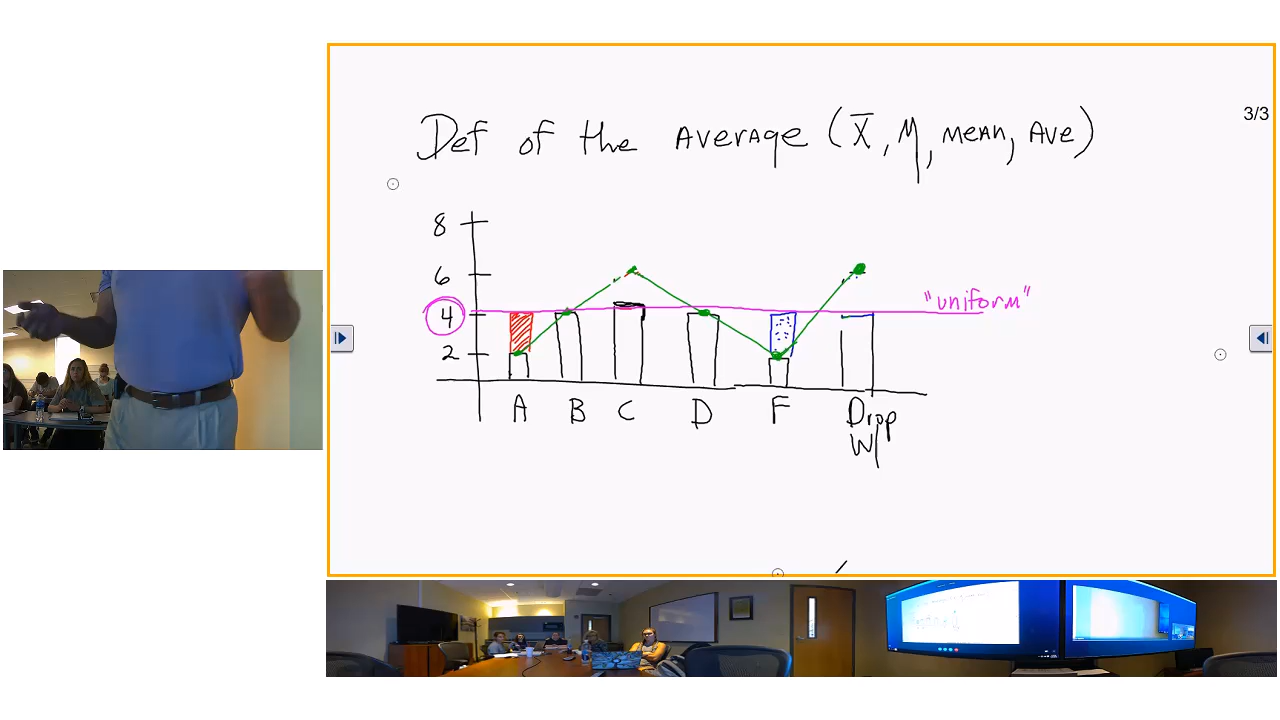 3/3
Def of the Average (X̄, M, mean, Ave)
8
6
4
2
"uniform"
A B C D F Drop
W/